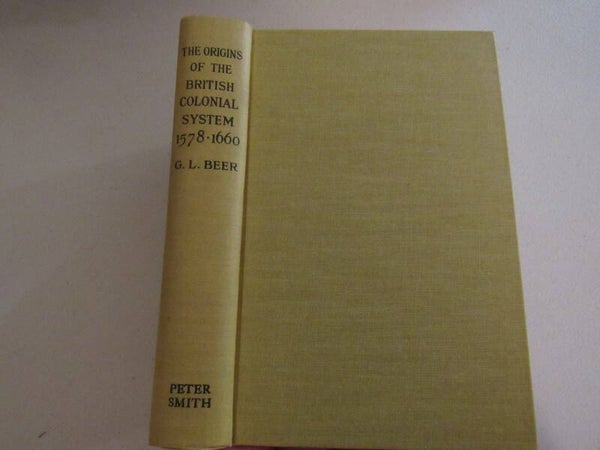 THE ORIGINS
OF THE
BRITISH
COLONIAL
SYSTEM
1578·1660
G. L. BEER
PETER
SMITH